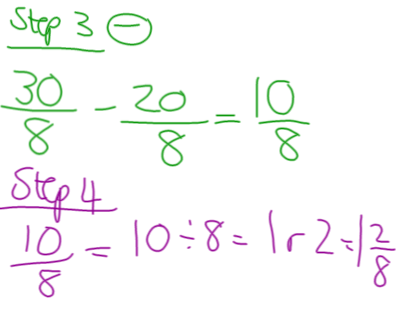 Step 3 ⊖
30/8 - 20/8 = 10/8
Step 4
10/8 = 10 ÷ 8 = 1 r 2 = 1 2/8